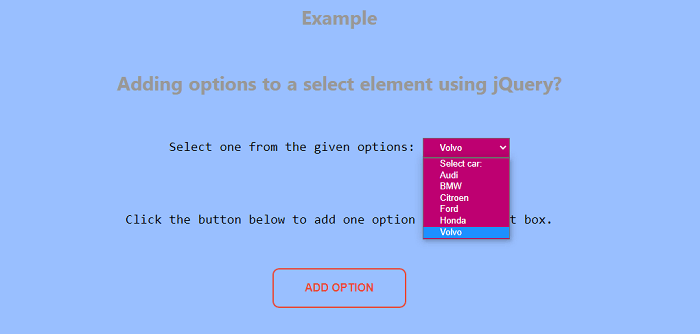 Example
Adding options to a select element using jQuery?
Select one from the given options: Volvo
Select car:
Audi
BMW
Citroen
Ford
Honda
Volvo
Click the button below to add one option t box.
ADD OPTION